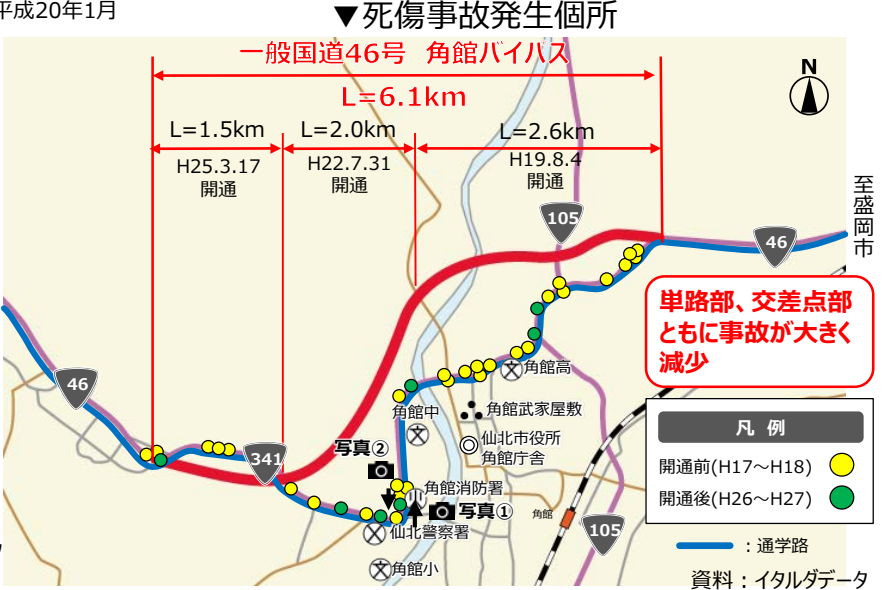 平成20年1月
▼死傷事故発生個所
一般国道46号 角館バイパス
L=6.1km
N
L=1.5km
L=2.0km
L=2.6km
H25.3.17
開通
H22.7.31
開通
H19.8.4
開通
至盛岡市
105
46
単路部、交差点部
ともに事故が大きく
減少
46
角館高
角館中
角館武家屋敷
仙北市役所
角館庁舎
341
写真②
角館消防署
写真①
仙北警察署
角館小
角館
105
凡 例
開通前(H17～H18)
開通後(H26～H27)
：通学路
資料：イタルダデータ